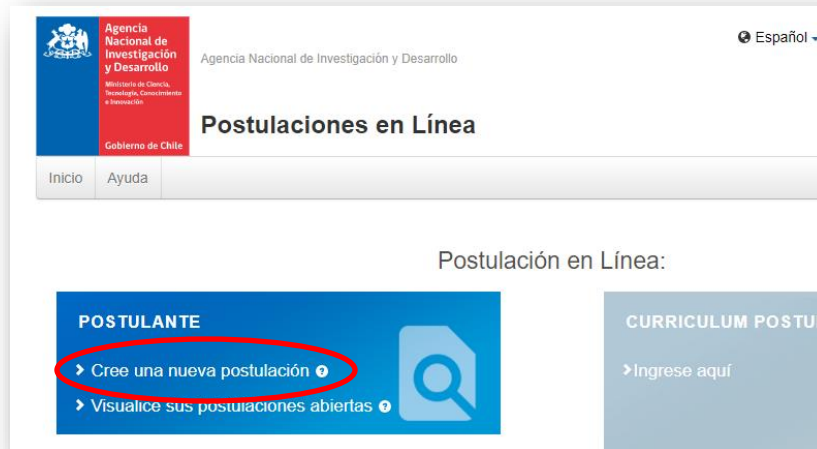 Agencia
Nacional de
Investigación
y Desarrollo
Ministerio de Ciencia,
Tecnología, Conocimiento
e Innovación
Gobierno de Chile
Agencia Nacional de Investigación y Desarrollo
Español
Postulaciones en Línea
Inicio Ayuda
Postulación en Línea:
POSTULANTE
Cree una nueva postulación
Visualice sus postulaciones abiertas
CURRICULUM POSTU
Ingrese aquí